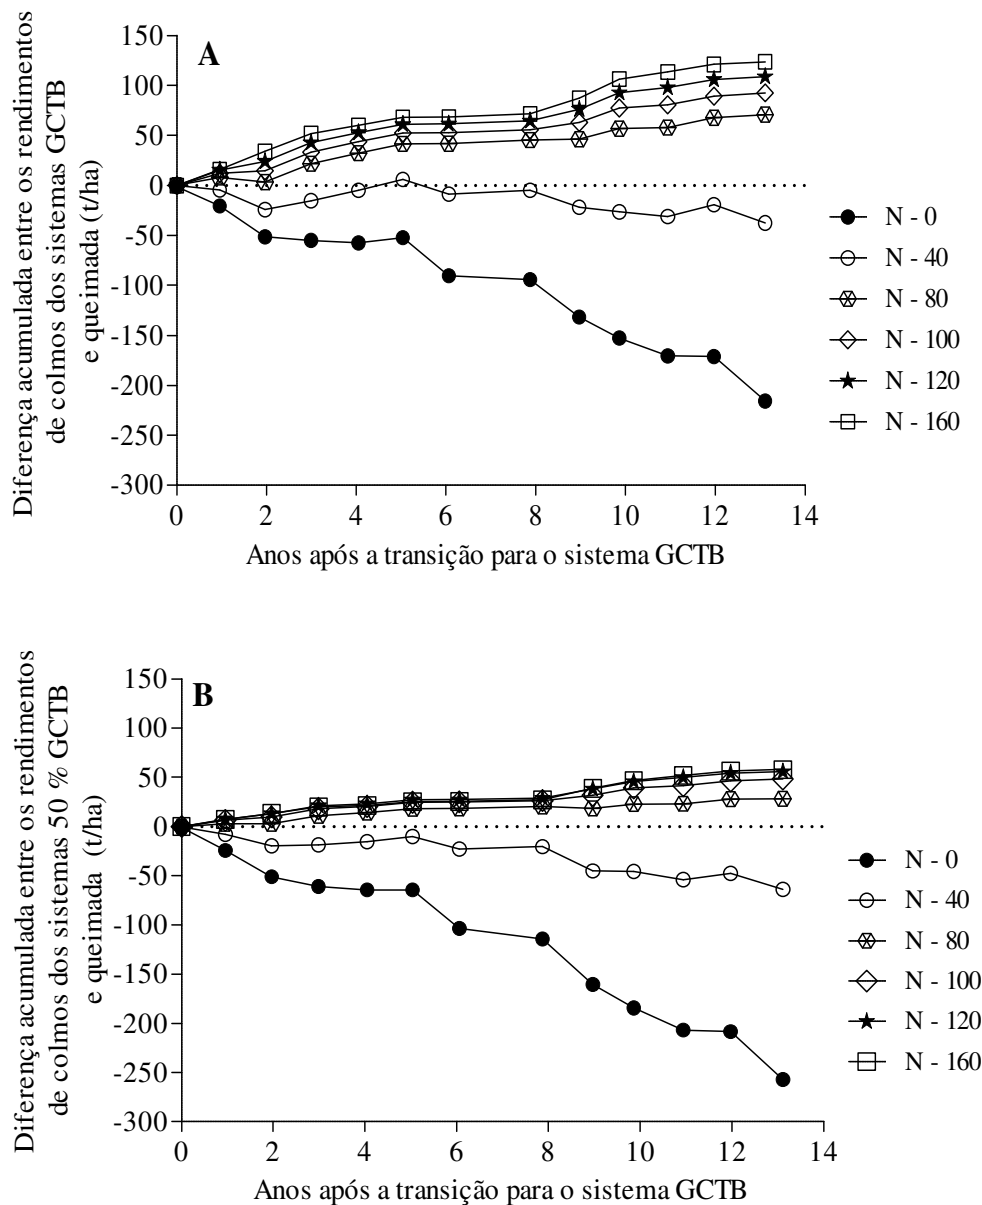 A
Diferença acumulada entre os rendimentos
de colmos dos sistemas GCTB
e queimada (t/ha)
150
100
50
0
-50
-100
-150
-200
-250
-300
0 2 4 6 8 10 12 14
Anos após a transição para o sistema GCTB
N - 0
N - 40
N - 80
N - 100
N - 120
N - 160
B
Diferença acumulada entre os rendimentos
de colmos dos sistemas 50 % GCTB
e queimada (t/ha)
150
100
50
0
-50
-100
-150
-200
-250
-300
0 2 4 6 8 10 12 14
Anos após a transição para o sistema GCTB
N - 0
N - 40
N - 80
N - 100
N - 120
N - 160